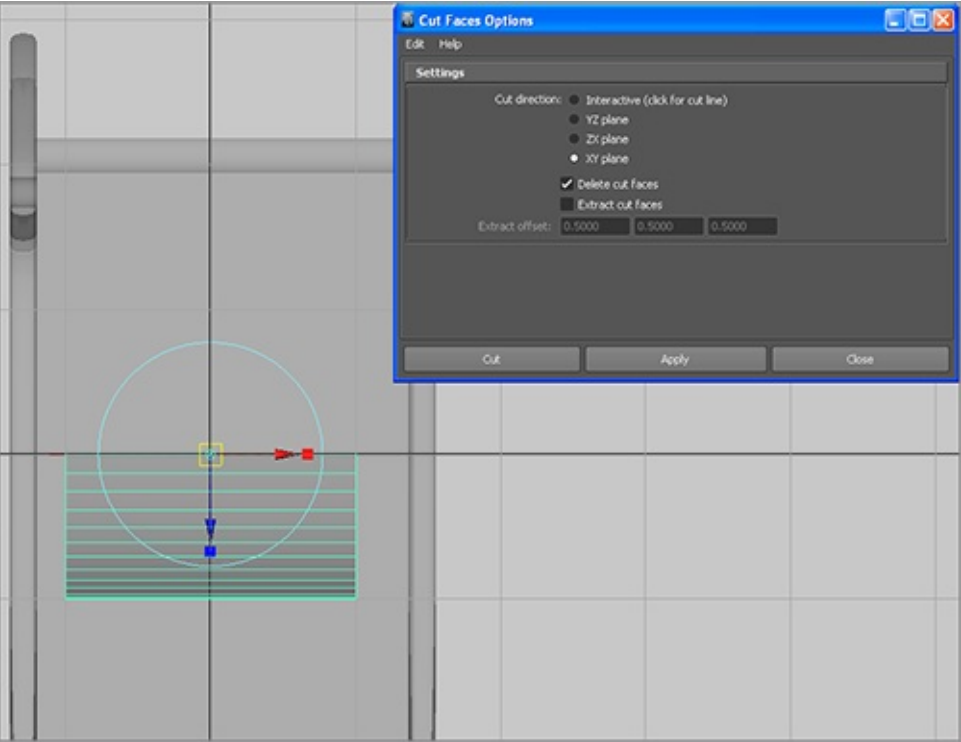 Cut Faces Options
Edit Help
Settings
Cut direction: Interactive (click for cut line)
YZ plane
ZX plane
XY plane
Delete cut faces
Extract cut faces
Extract offset: 0.5000 0.5000 0.5000
Cut Apply Close